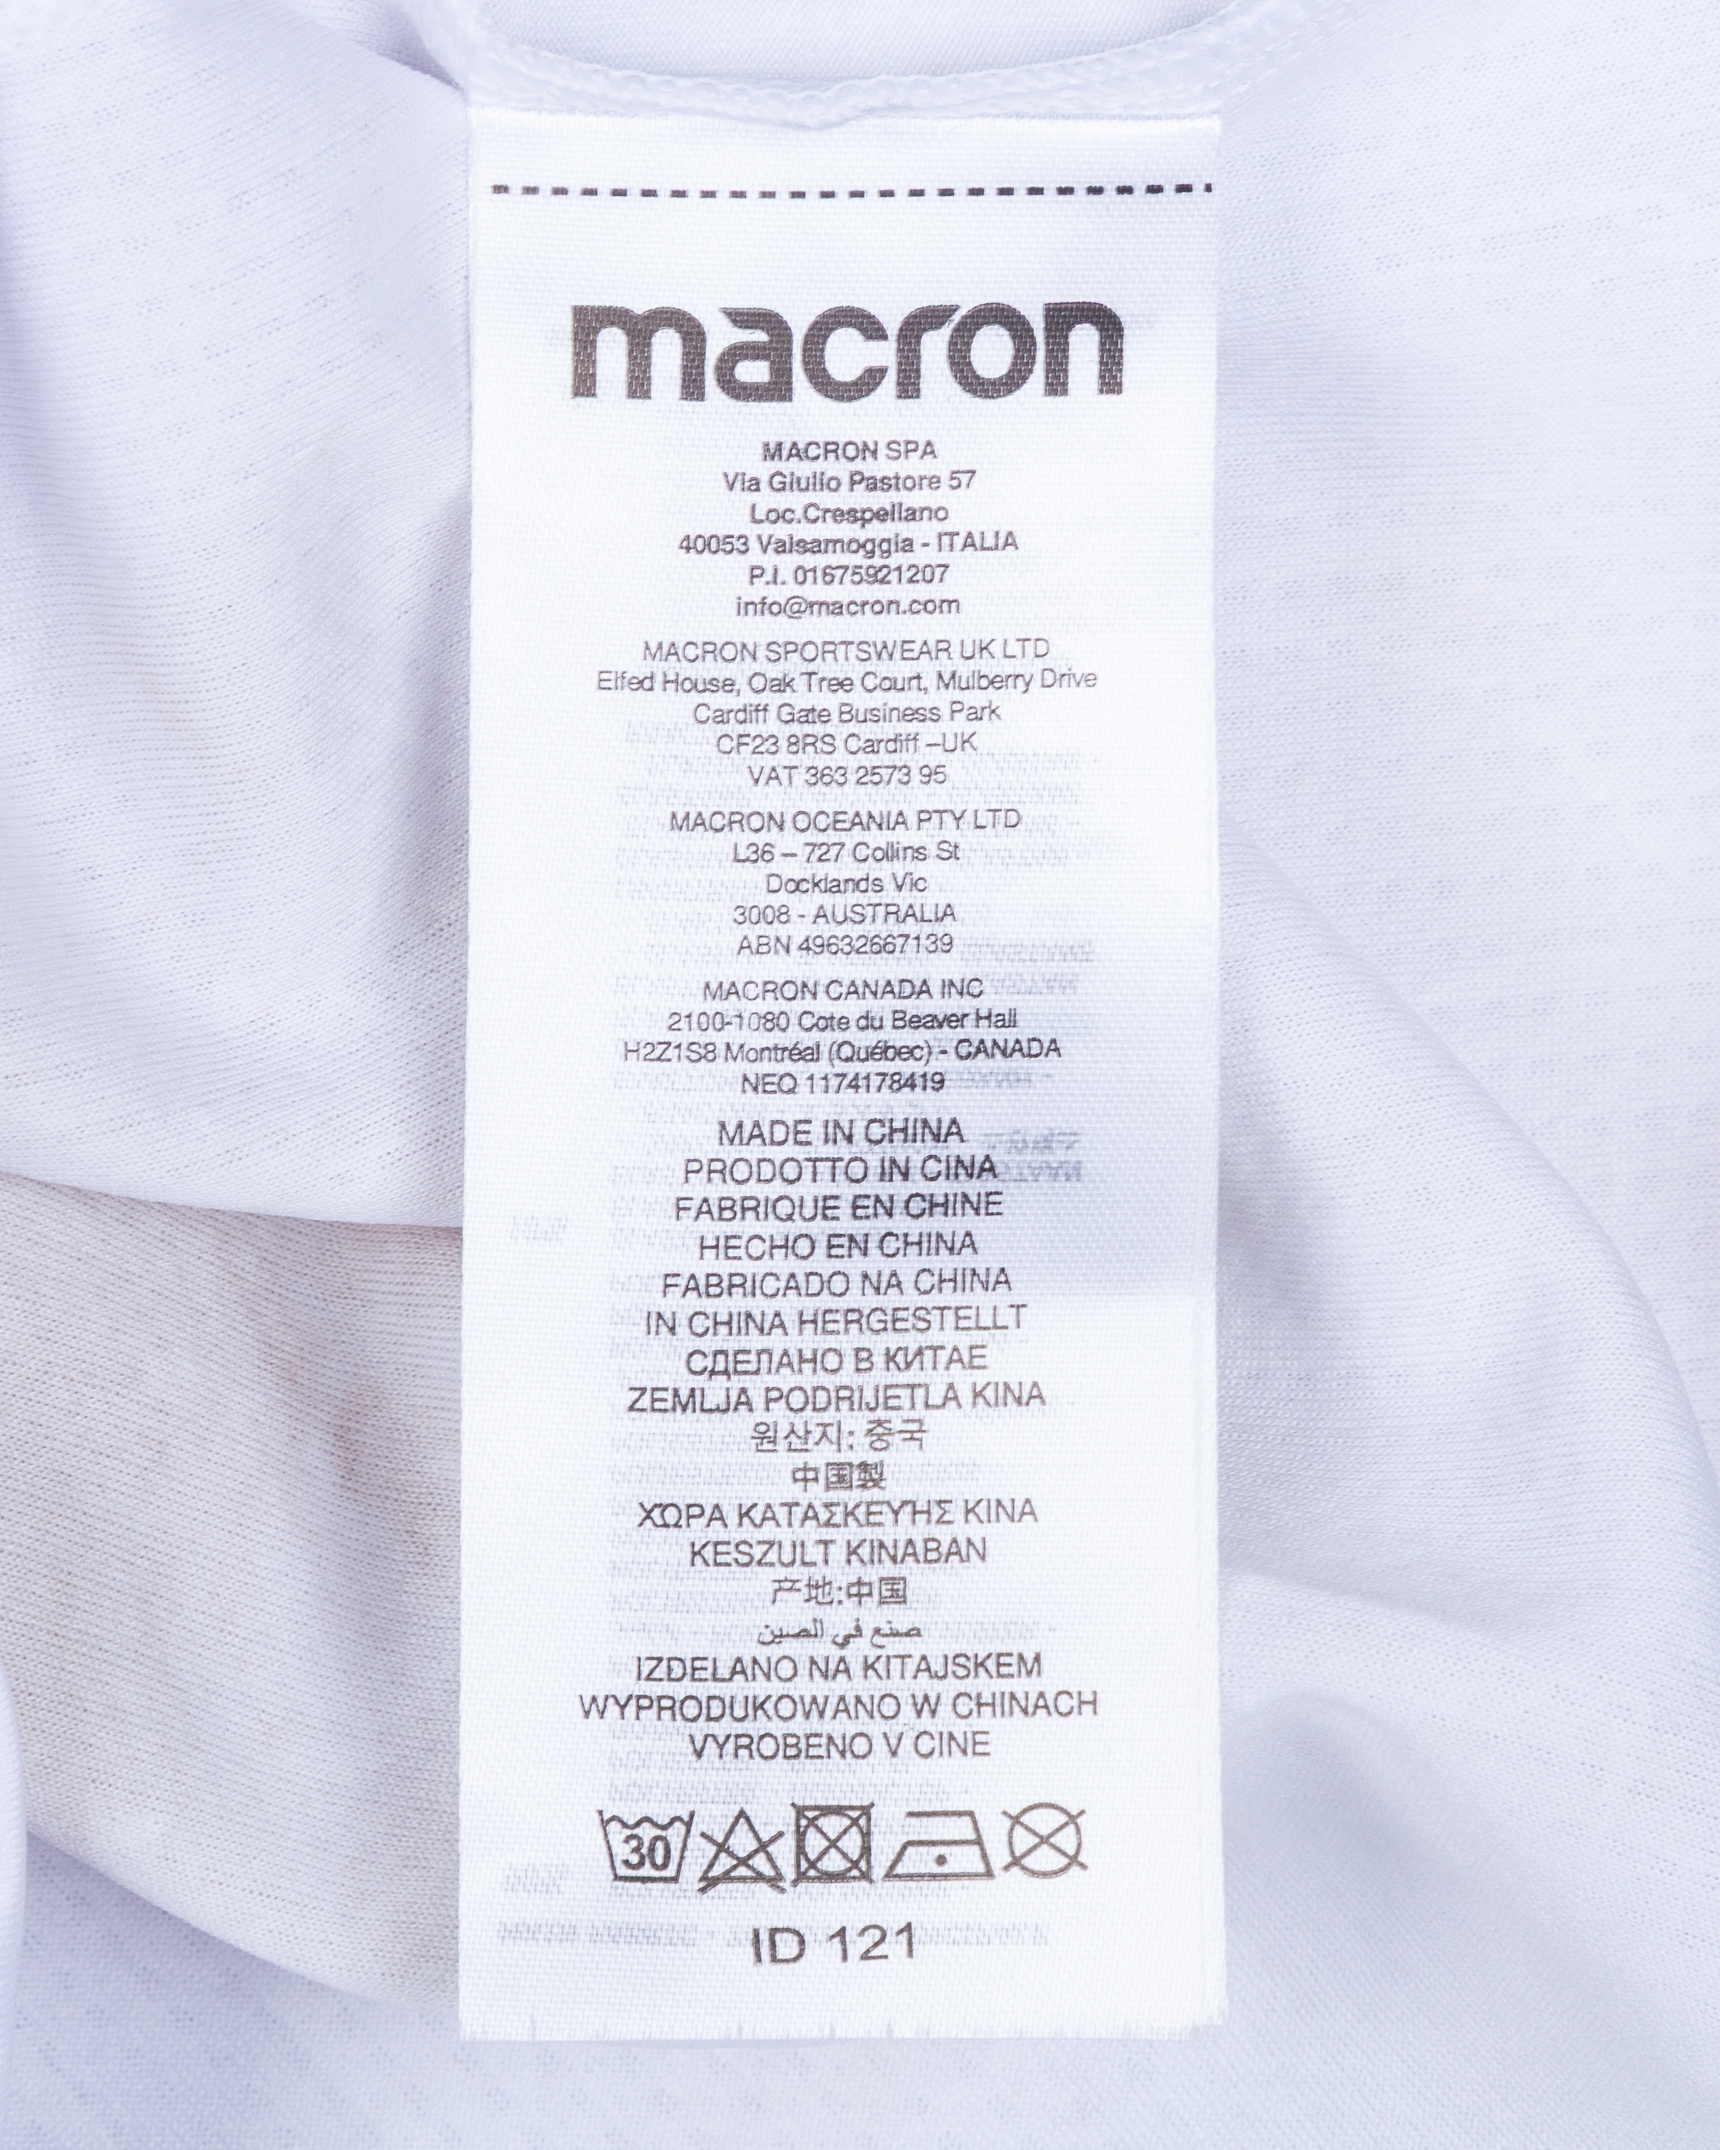 macron
MACRON SPA
Via Giulio Pastore 57
Loc.Crespellano
40053 Valsamoggia - ITALIA
P.I. 01675921207
info@macron.com
MACRON SPORTSWEAR UK LTD
Elfed House, Oak Tree Court, Mulberry Drive
Cardiff Gate Business Park
CF23 8RS Cardiff –UK
VAT 363 2573 95
MACRON OCEANIA PTY LTD
L36 – 727 Collins St
Docklands Vic
3008 - AUSTRALIA
ABN 49632667139
MACRON CANADA INC
2100-1080 Cote du Beaver Hall
H2Z1S8 Montréal (Québec) - CANADA
NEQ 1174178419
MADE IN CHINA
PRODOTTO IN CINA
FABRIQUE EN CHINE
HECHO EN CHINA
FABRICADO NA CHINA
IN CHINA HERGESTELLT
СДЕЛАНО В КИТАЕ
ZEMLJA PODRIJETLA KINA
원산지: 중국
中国製
ΧΏΡΑ ΚΑΤΑΣΚΕΥΉΣ ΚΙΝΑ
KESZULT KINABAN
产地:中国
صنع في الصين
IZDELANO NA KITAJSKEM
WYPRODUKOWANO W CHINACH
VYROBENO V CINE
30
ID 121